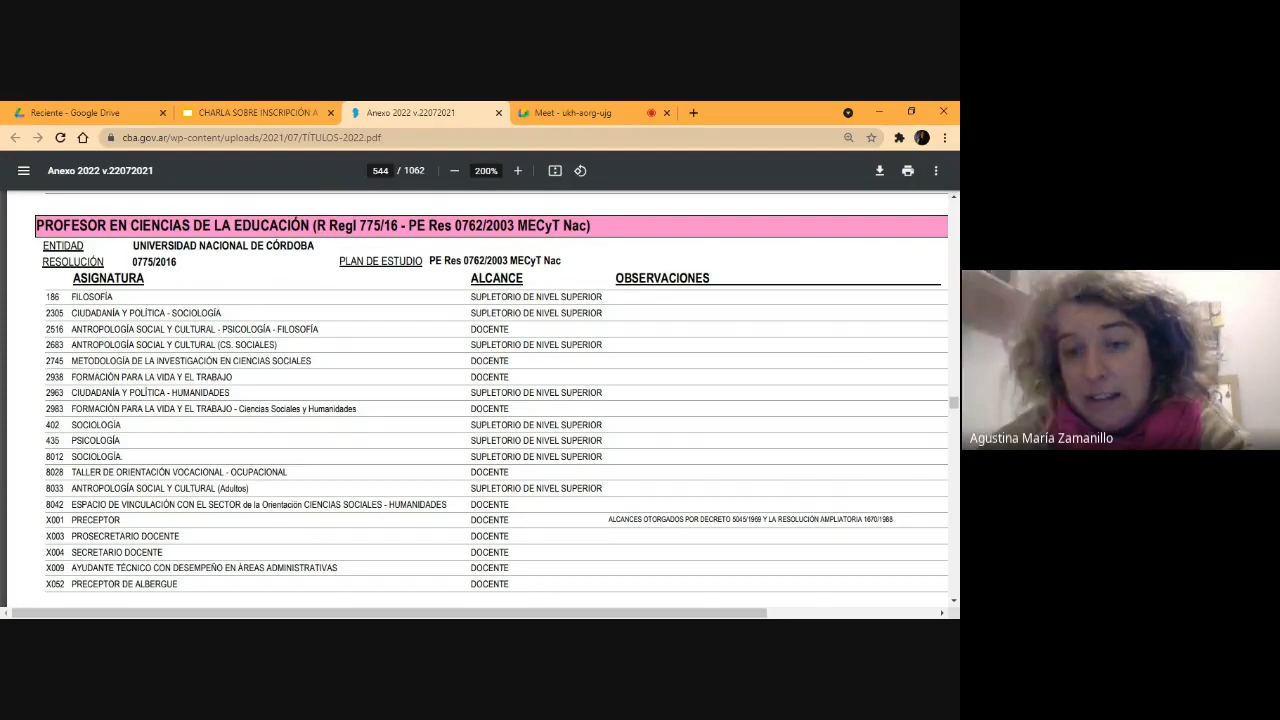 Reciente - Google Drive
CHARLA SOBRE INSCRIPCIÓN A
Anexo 2022 v.22072021
Meet - ukh-aorg-ujg
cba.gov.ar/wp-content/uploads/2021/07/TÍTULOS-2022.pdf
Anexo 2022 v.22072021
544 / 1062
200%
PROFESOR EN CIENCIAS DE LA EDUCACIÓN (R Regl 775/16 - PE Res 0762/2003 MECyT Nac)
ENTIDAD UNIVERSIDAD NACIONAL DE CÓRDOBA
RESOLUCIÓN 0775/2016 PLAN DE ESTUDIO PE Res 0762/2003 MECyT Nac
ASIGNATURA ALCANCE OBSERVACIONES
186 FILOSOFÍA SUPLETORIO DE NIVEL SUPERIOR
2305 CIUDADANÍA Y POLÍTICA - SOCIOLOGÍA SUPLETORIO DE NIVEL SUPERIOR
2516 ANTROPOLOGÍA SOCIAL Y CULTURAL - PSICOLOGÍA - FILOSOFÍA DOCENTE
2683 ANTROPOLOGÍA SOCIAL Y CULTURAL (CS. SOCIALES) SUPLETORIO DE NIVEL SUPERIOR
2745 METODOLOGÍA DE LA INVESTIGACIÓN EN CIENCIAS SOCIALES DOCENTE
2938 FORMACIÓN PARA LA VIDA Y EL TRABAJO DOCENTE
2963 CIUDADANÍA Y POLÍTICA - HUMANIDADES SUPLETORIO DE NIVEL SUPERIOR
2983 FORMACIÓN PARA LA VIDA Y EL TRABAJO - Ciencias Sociales y Humanidades DOCENTE
402 SOCIOLOGÍA SUPLETORIO DE NIVEL SUPERIOR
435 PSICOLOGÍA SUPLETORIO DE NIVEL SUPERIOR
8012 SOCIOLOGÍA. SUPLETORIO DE NIVEL SUPERIOR
8028 TALLER DE ORIENTACIÓN VOCACIONAL - OCUPACIONAL DOCENTE
8033 ANTROPOLOGÍA SOCIAL Y CULTURAL (Adultos) SUPLETORIO DE NIVEL SUPERIOR
8042 ESPACIO DE VINCULACIÓN CON EL SECTOR de la Orientación CIENCIAS SOCIALES - HUMANIDADES DOCENTE
X001 PRECEPTOR DOCENTE ALCANCES OTORGADOS POR DECRETO 5045/1969 Y LA RESOLUCIÓN AMPLIATORIA 1670/1988
X003 PROSECRETARIO DOCENTE DOCENTE
X004 SECRETARIO DOCENTE DOCENTE
X009 AYUDANTE TÉCNICO CON DESEMPEÑO EN ÁREAS ADMINISTRATIVAS DOCENTE
X052 PRECEPTOR DE ALBERGUE DOCENTE
Agustina María Zamanillo